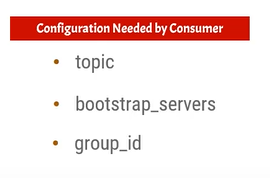 Configuration Needed by Consumer
• topic
• bootstrap_servers
• group_id